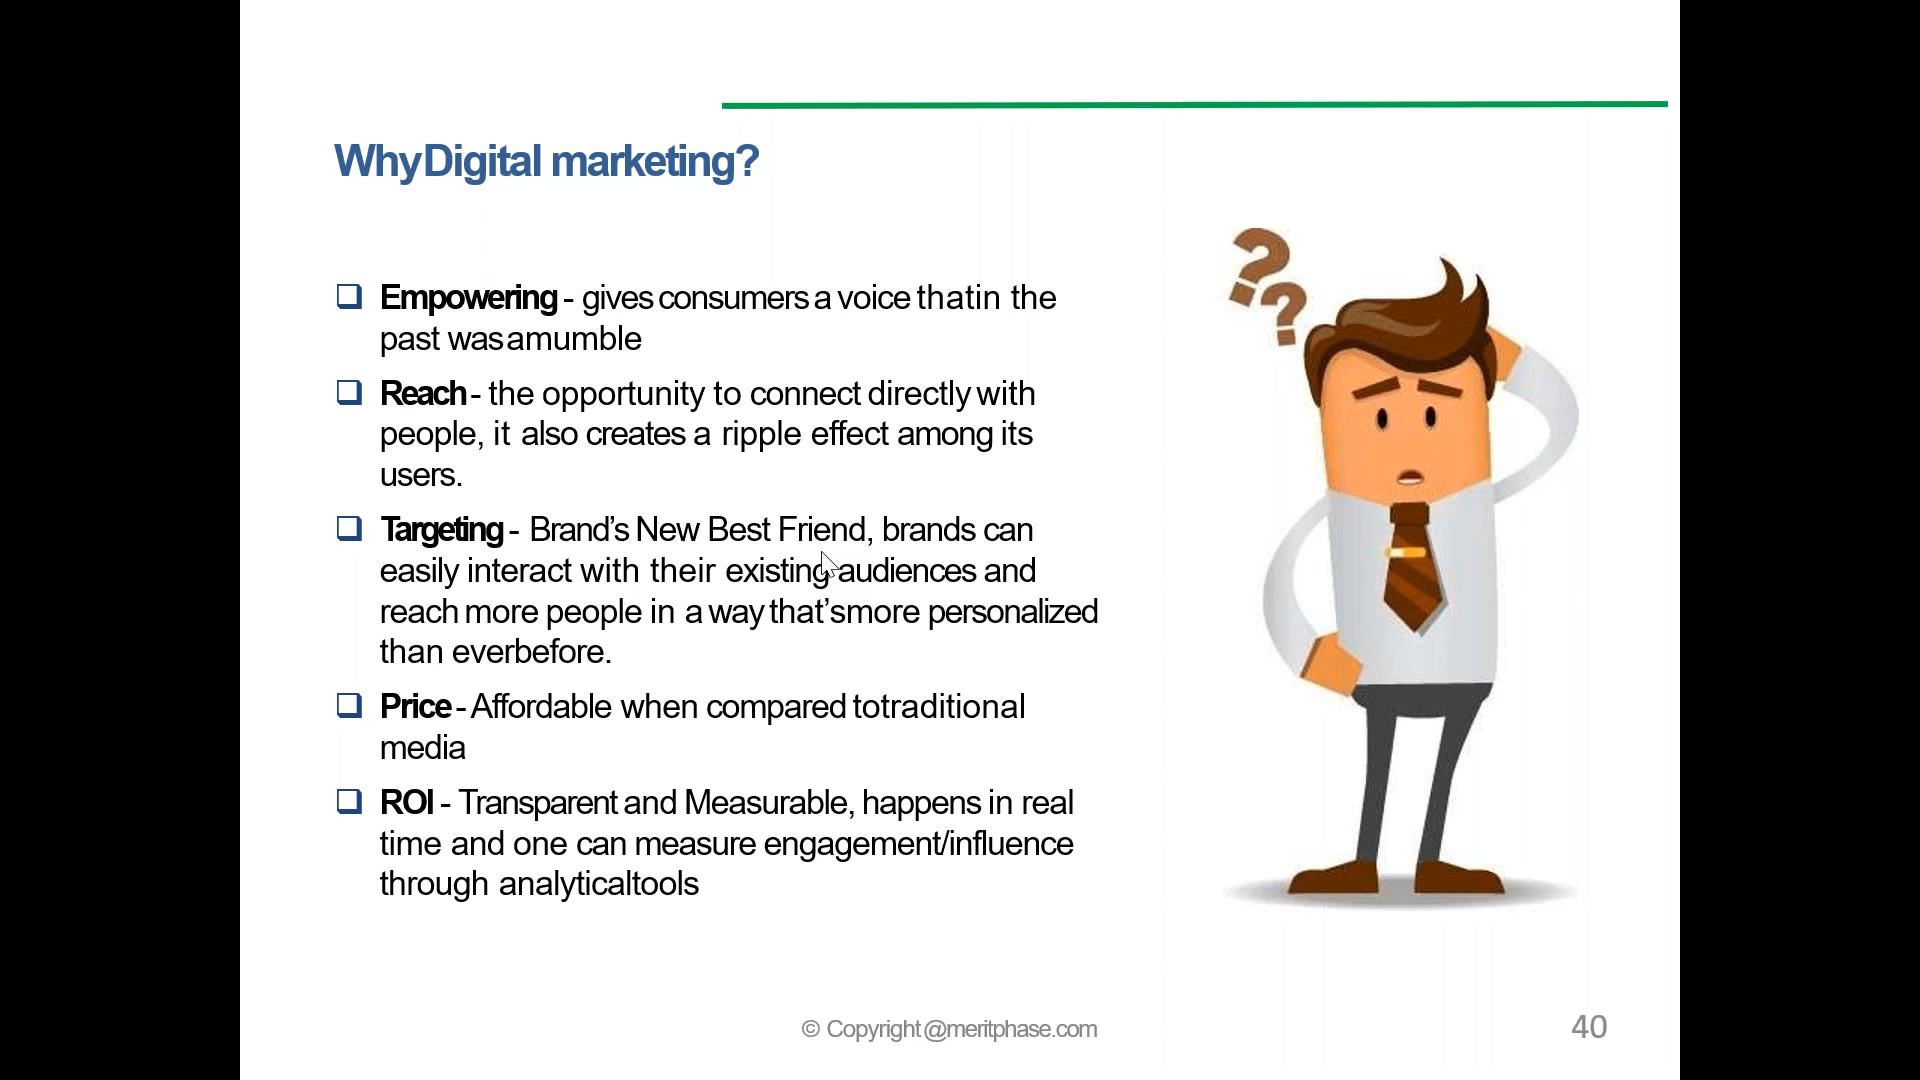 WhyDigital marketing?
??
Empowering - gives consumers a voice thatin the
past wasamumble
Reach - the opportunity to connect directly with
people, it also creates a ripple effect among its
users.
Targeting - Brand’s New Best Friend, brands can
easily interact with their existing audiences and
reach more people in a way that’smore personalized
than everbefore.
Price - Affordable when compared totraditional
media
ROI - Transparent and Measurable, happens in real
time and one can measure engagement/influence
through analyticaltools
© Copyright @meritphase.com
40